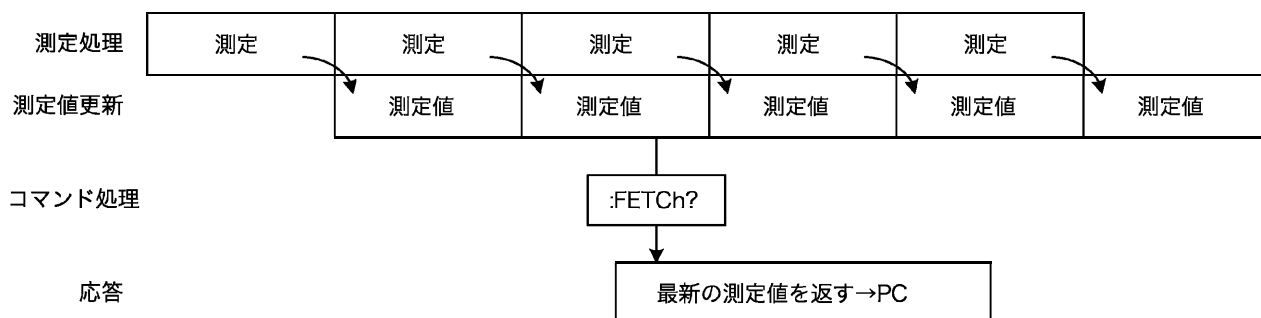 測定処理 測定 測定 測定 測定 測定
測定値更新 測定値 測定値 測定値 測定値 測定値
コマンド処理 :FETCh?
応答 最新の測定値を返す→PC